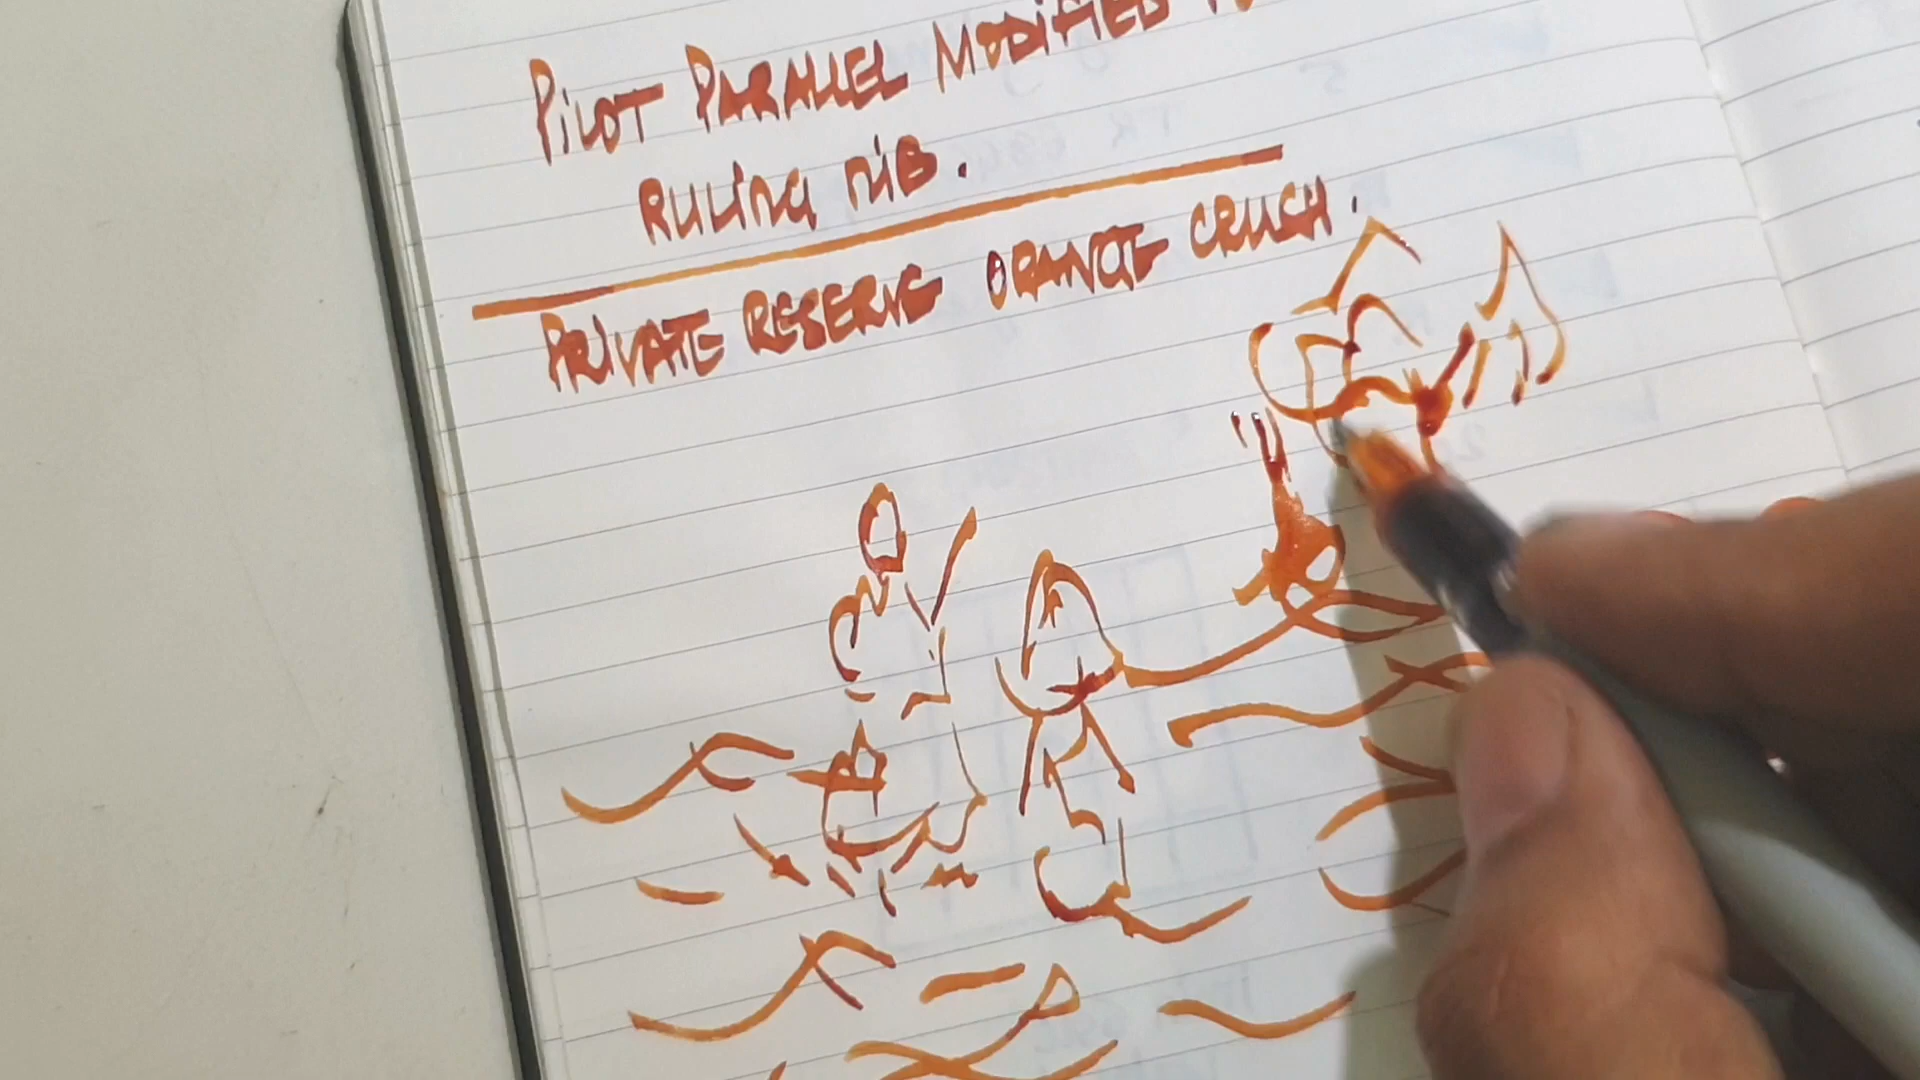 PiLOT PARALLEL MODiFiED
RULiNG NiB.
PRiVATE RESERVE ORANGE CRUSH.